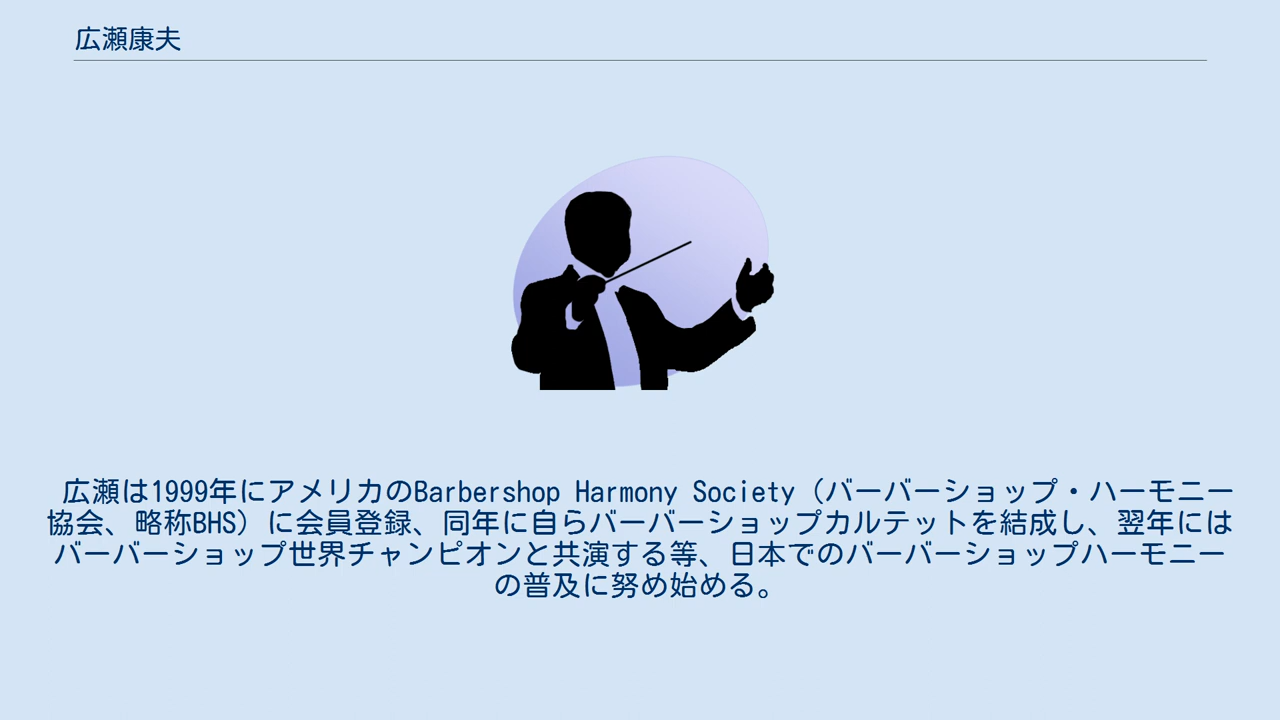 広瀬康夫
広瀬は1999年にアメリカのBarbershop Harmony Society（バーバーショップ・ハーモニー
協会、略称BHS）に会員登録、同年に自らバーバーショップカルテットを結成し、翌年には
バーバーショップ世界チャンピオンと共演する等、日本でのバーバーショップハーモニー
の普及に努め始める。